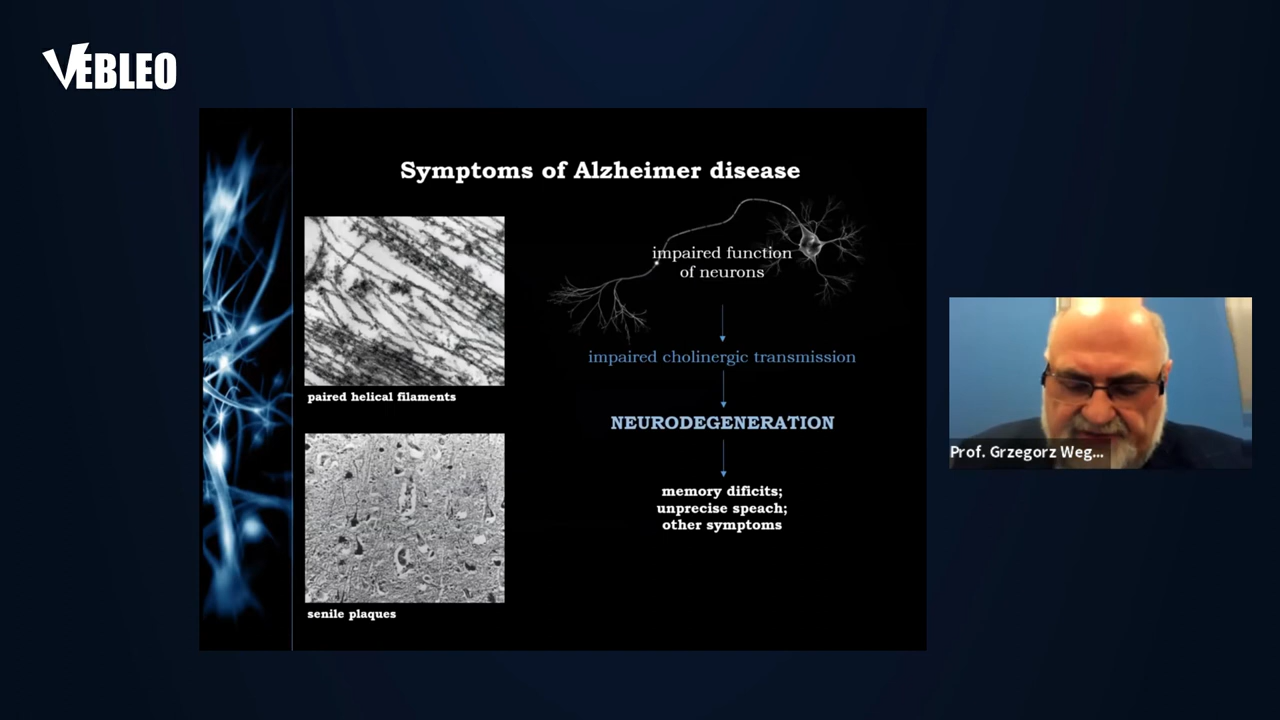 VEBLEO
Symptoms of Alzheimer disease
impaired function
of neurons
impaired cholinergic transmission
paired helical filaments
NEURODEGENERATION
memory dificits;
unprecise speach;
other symptoms
senile plaques
Prof. Grzegorz Weg...